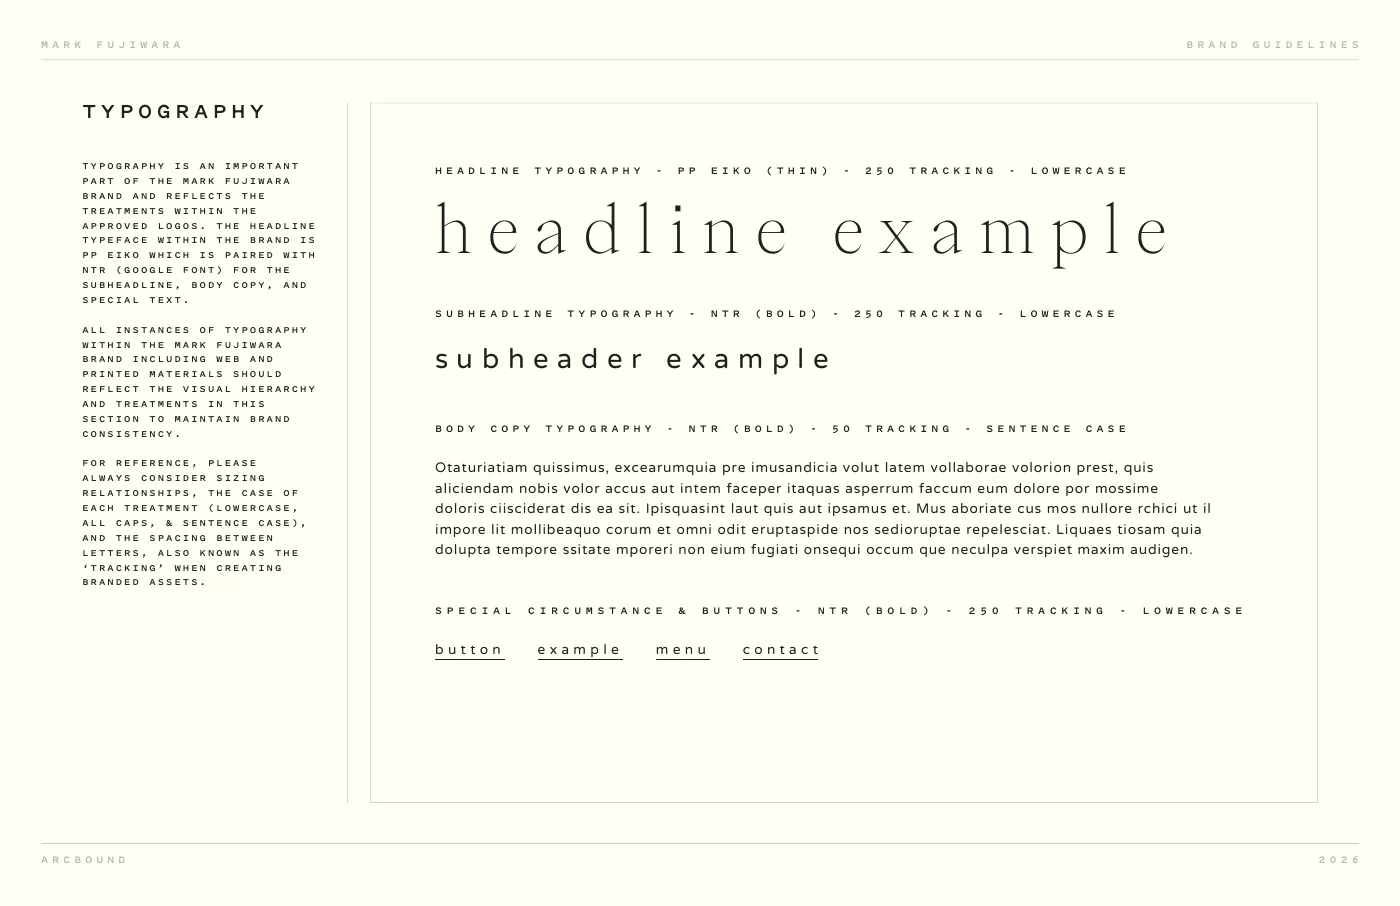 MARK FUJIWARA
BRAND GUIDELINES
TYPOGRAPHY
TYPOGRAPHY IS AN IMPORTANT
PART OF THE MARK FUJIWARA
BRAND AND REFLECTS THE
TREATMENTS WITHIN THE
APPROVED LOGOS. THE HEADLINE
TYPEFACE WITHIN THE BRAND IS
PP EIKO WHICH IS PAIRED WITH
NTR (GOOGLE FONT) FOR THE
SUBHEADLINE, BODY COPY, AND
SPECIAL TEXT.
ALL INSTANCES OF TYPOGRAPHY
WITHIN THE MARK FUJIWARA
BRAND INCLUDING WEB AND
PRINTED MATERIALS SHOULD
REFLECT THE VISUAL HIERARCHY
AND TREATMENTS IN THIS
SECTION TO MAINTAIN BRAND
CONSISTENCY.
FOR REFERENCE, PLEASE
ALWAYS CONSIDER SIZING
RELATIONSHIPS, THE CASE OF
EACH TREATMENT (LOWERCASE,
ALL CAPS, & SENTENCE CASE),
AND THE SPACING BETWEEN
LETTERS, ALSO KNOWN AS THE
‘TRACKING’ WHEN CREATING
BRANDED ASSETS.
HEADLINE TYPOGRAPHY - PP EIKO (THIN) - 250 TRACKING - LOWERCASE
headline example
SUBHEADLINE TYPOGRAPHY - NTR (BOLD) - 250 TRACKING - LOWERCASE
subheader example
BODY COPY TYPOGRAPHY - NTR (BOLD) - 50 TRACKING - SENTENCE CASE
Otaturiatiam quissimus, excearumquia pre imusandicia volut latem vollaborae volorion prest, quis
aliciendam nobis volor accus aut intem faceper itaquas asperrum faccum eum dolore por mossime
doloris ciisciderat dis ea sit. Ipisquasint laut quis aut ipsamus et. Mus aboriate cus mos nullore rchici ut il
impore lit mollibeaquo corum et omni odit eruptaspide nos sedioruptae repelesciat. Liquaes tiosam quia
dolupta tempore ssitate mporeri non eium fugiati onsequi occum que neculpa verspiet maxim audigen.
SPECIAL CIRCUMSTANCE & BUTTONS - NTR (BOLD) - 250 TRACKING - LOWERCASE
button example menu contact
ARCBOUND
2026